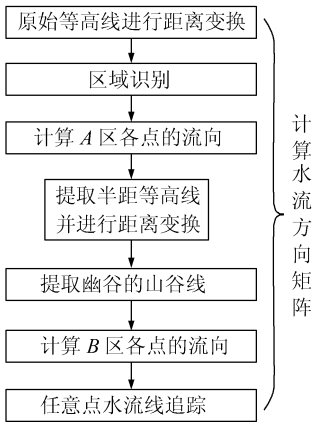 原始等高线进行距离变换
区域识别
计算A区各点的流向
提取半距等高线
并进行距离变换
提取幽谷的山谷线
计算B区各点的流向
任意点水流线追踪
计算水流方向矩阵